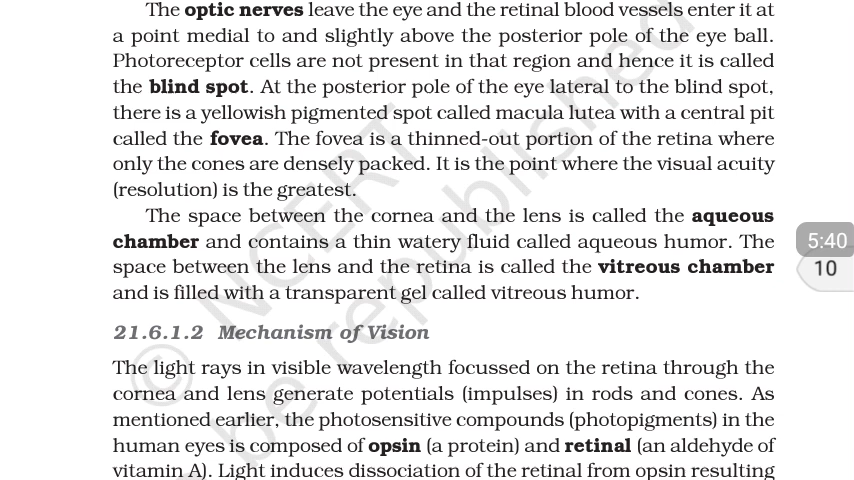 The optic nerves leave the eye and the retinal blood vessels enter it at
a point medial to and slightly above the posterior pole of the eye ball.
Photoreceptor cells are not present in that region and hence it is called
the blind spot. At the posterior pole of the eye lateral to the blind spot,
there is a yellowish pigmented spot called macula lutea with a central pit
called the fovea. The fovea is a thinned-out portion of the retina where
only the cones are densely packed. It is the point where the visual acuity
(resolution) is the greatest.
The space between the cornea and the lens is called the aqueous
chamber and contains a thin watery fluid called aqueous humor. The
space between the lens and the retina is called the vitreous chamber
and is filled with a transparent gel called vitreous humor.
5:40
10
21.6.1.2 Mechanism of Vision
The light rays in visible wavelength focussed on the retina through the
cornea and lens generate potentials (impulses) in rods and cones. As
mentioned earlier, the photosensitive compounds (photopigments) in the
human eyes is composed of opsin (a protein) and retinal (an aldehyde of
vitamin A). Light induces dissociation of the retinal from opsin resulting
© NCERT
be republished